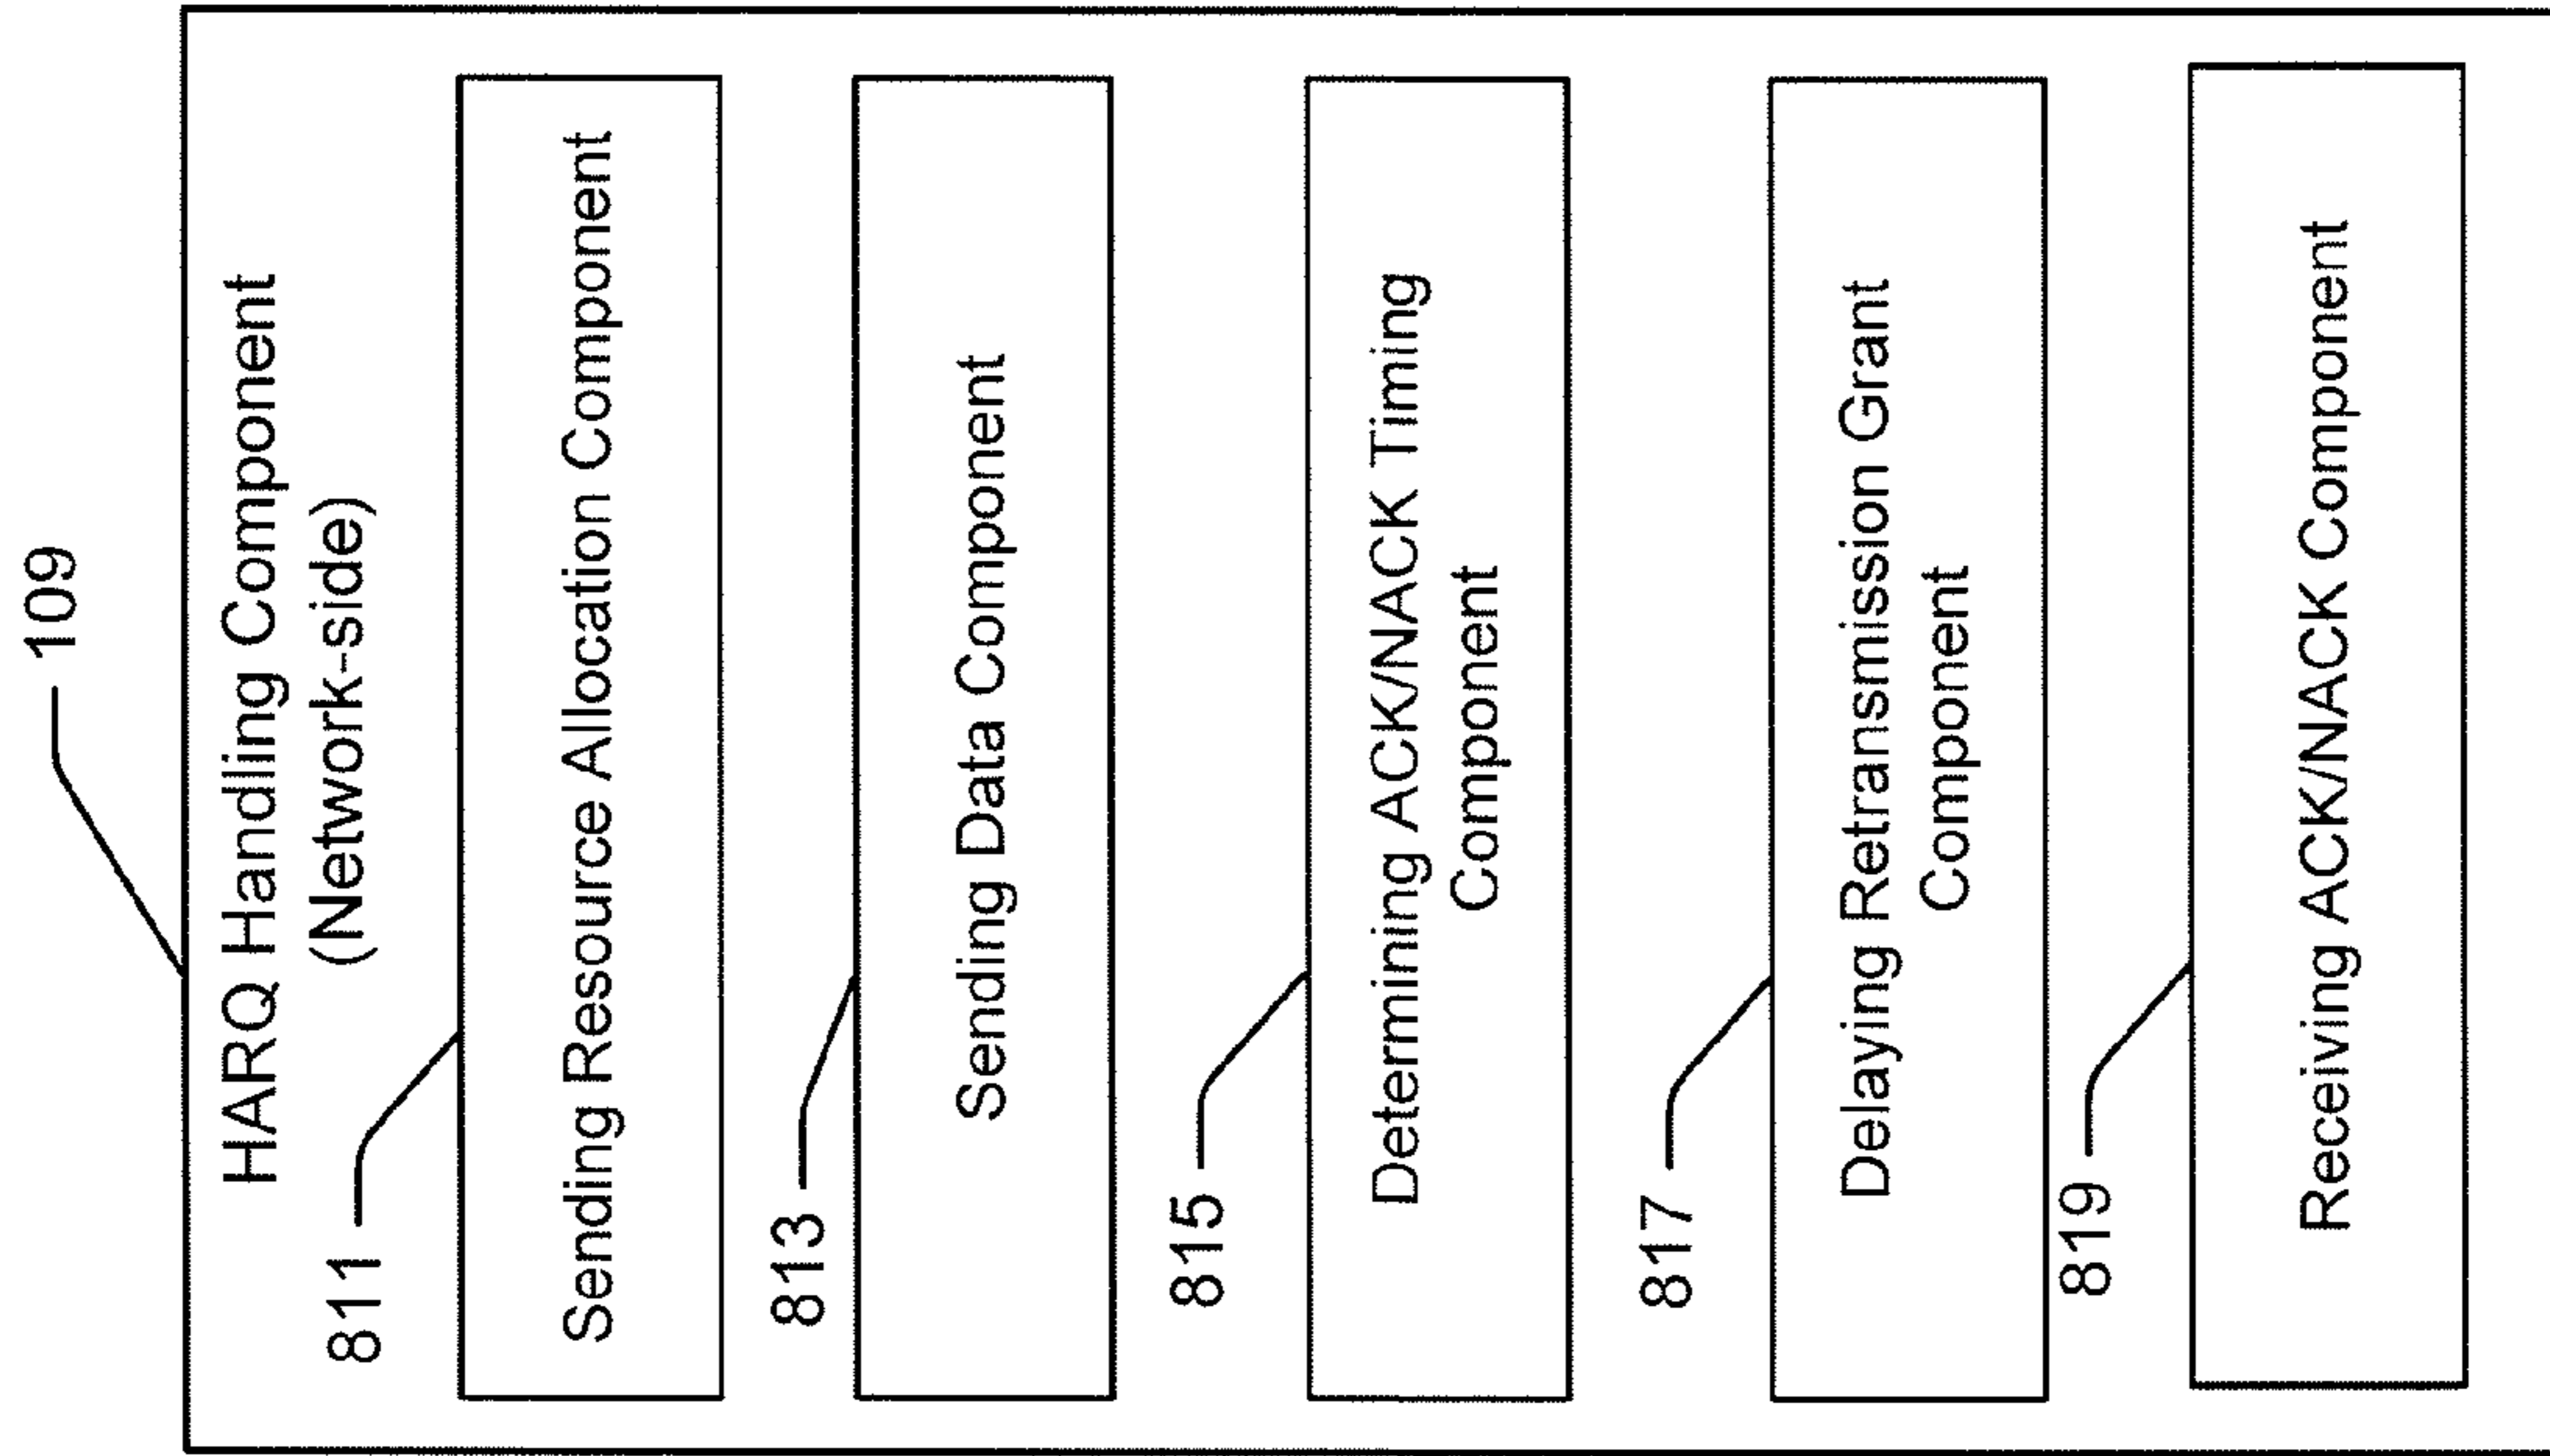 109
HARQ Handling Component
(Network-side)
811
Sending Resource Allocation Component
813
Sending Data Component
815
Determining ACK/NACK Timing
Component
817
Delaying Retransmission Grant
Component
819
Receiving ACK/NACK Component